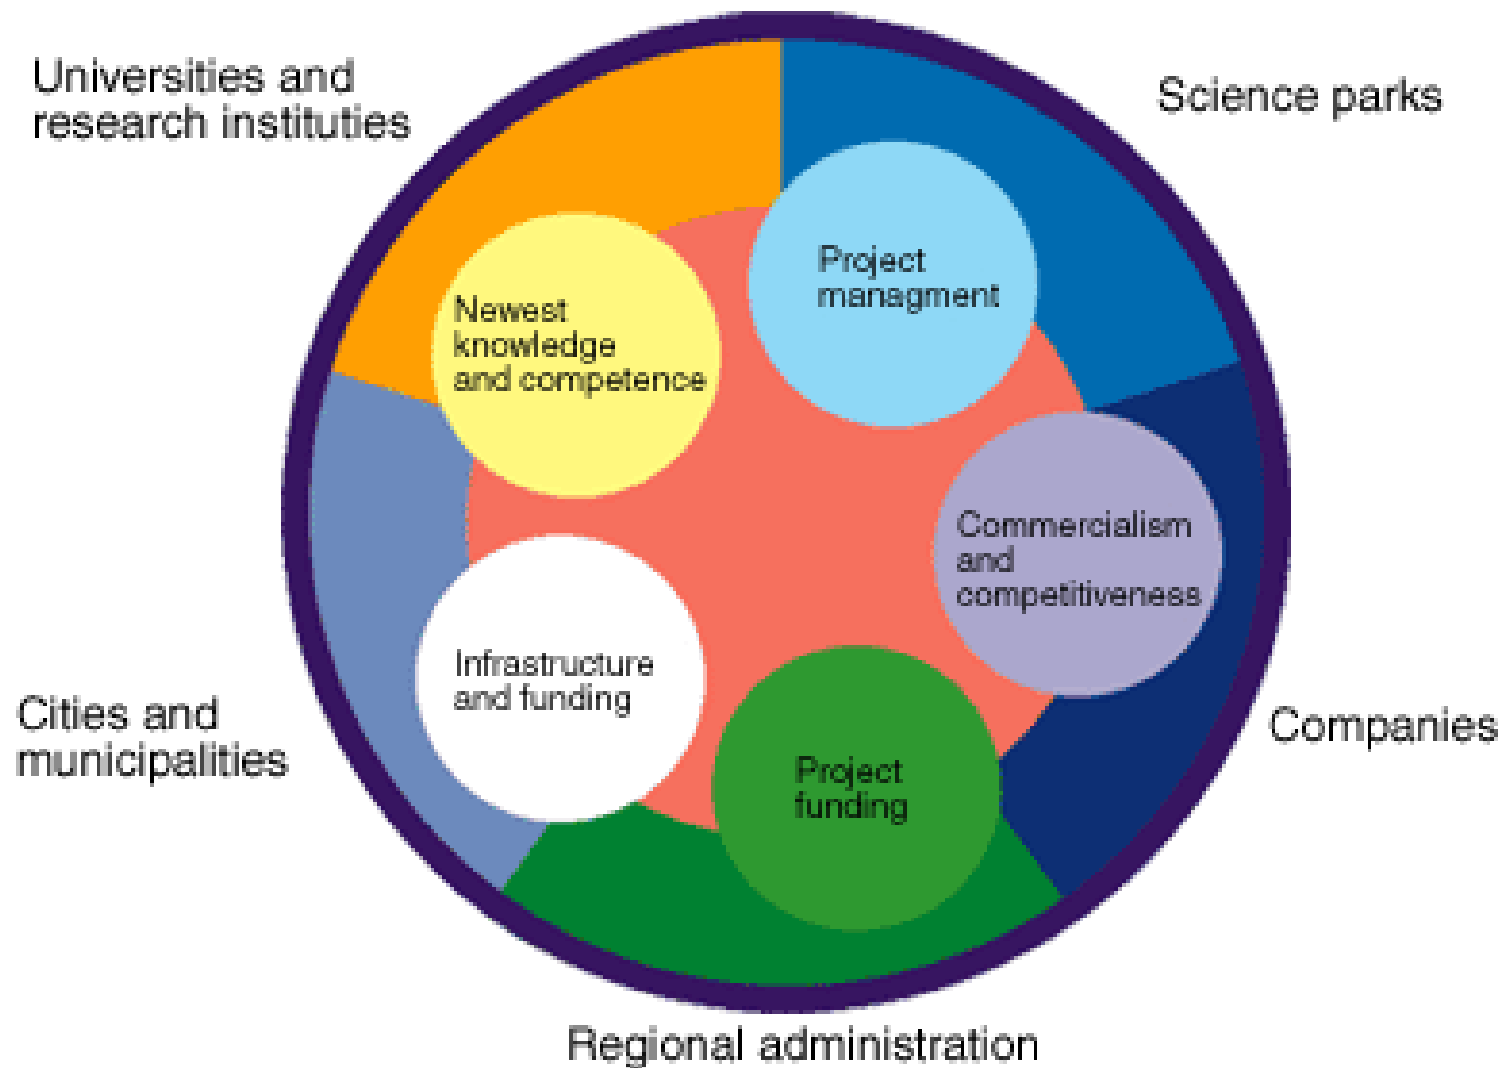 Universities and
research instituties
Science parks
Project
managment
Newest
knowledge
and competence
Commercialism
and
competitiveness
Infrastructure
and funding
Cities and
municipalities
Companies
Project
funding
Regional administration